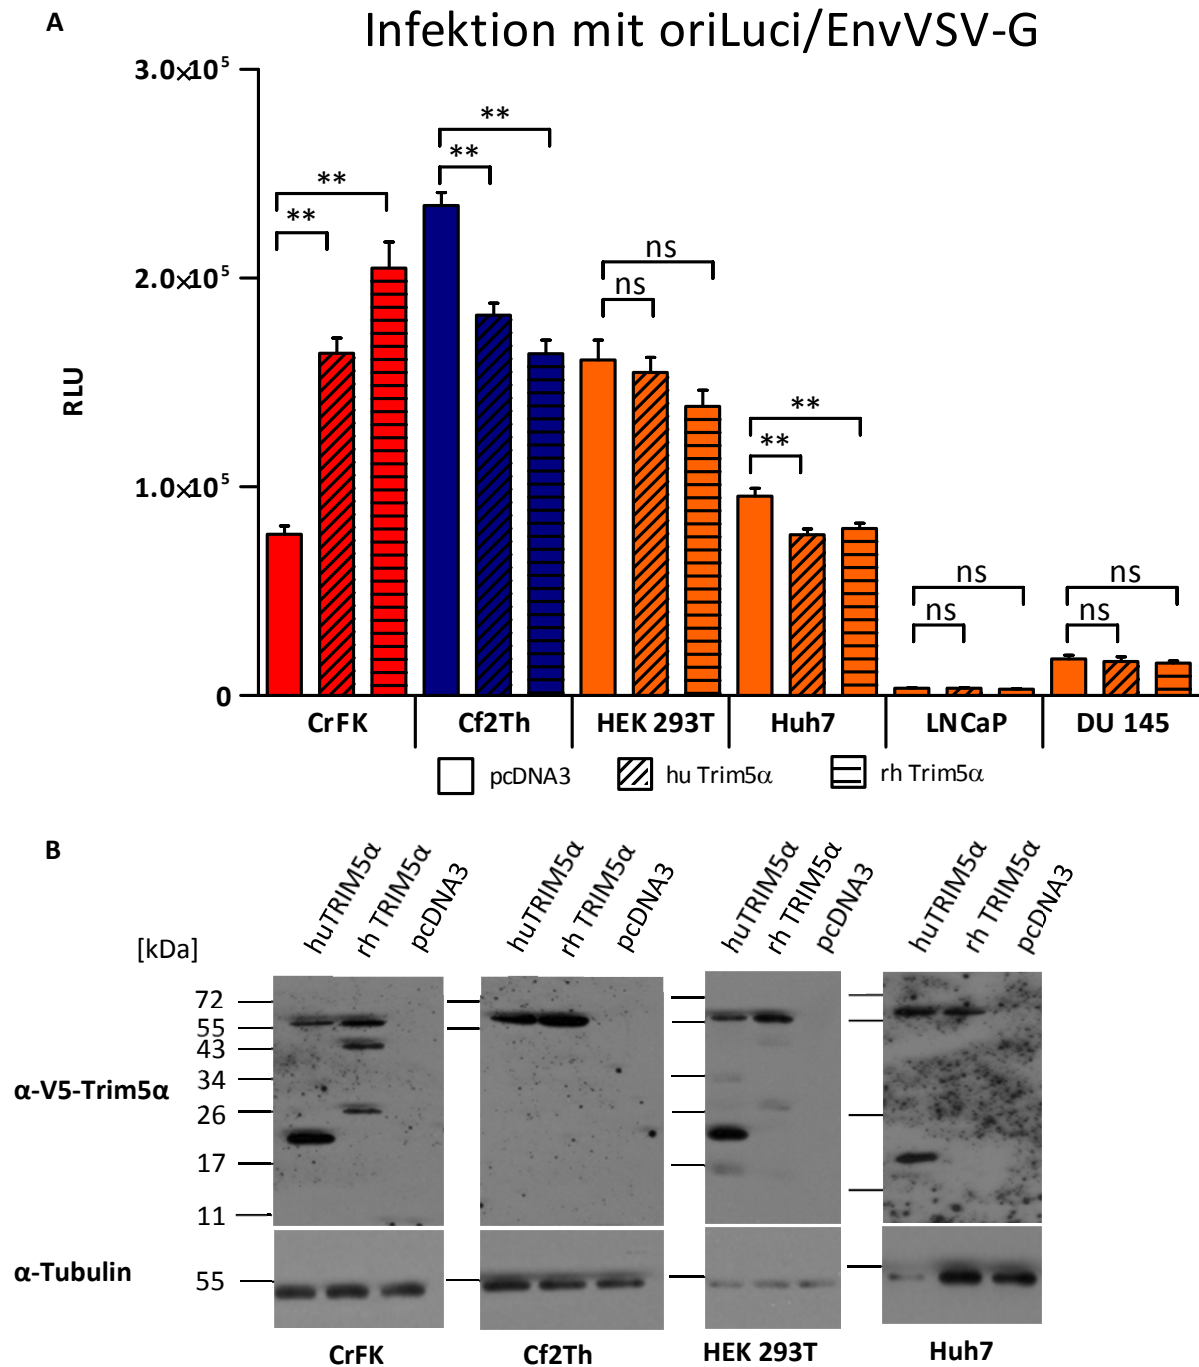 A
Infektion mit oriLuci/EnvVSV-G
3.0×10⁵
2.0×10⁵
1.0×10⁵
0
RLU
** **
** **
ns ns
** **
ns ns
ns ns
CrFK Cf2Th HEK 293T Huh7 LNCaP DU 145
pcDNA3 hu Trim5α rh Trim5α
B
huTRIM5α rh TRIM5α pcDNA3 huTRIM5α rh TRIM5α pcDNA3 huTRIM5α rh TRIM5α pcDNA3 huTRIM5α rh TRIM5α pcDNA3
[kDa]
72
55
43
34
26
17
11
α-V5-Trim5α
α-Tubulin
55
CrFK Cf2Th HEK 293T Huh7